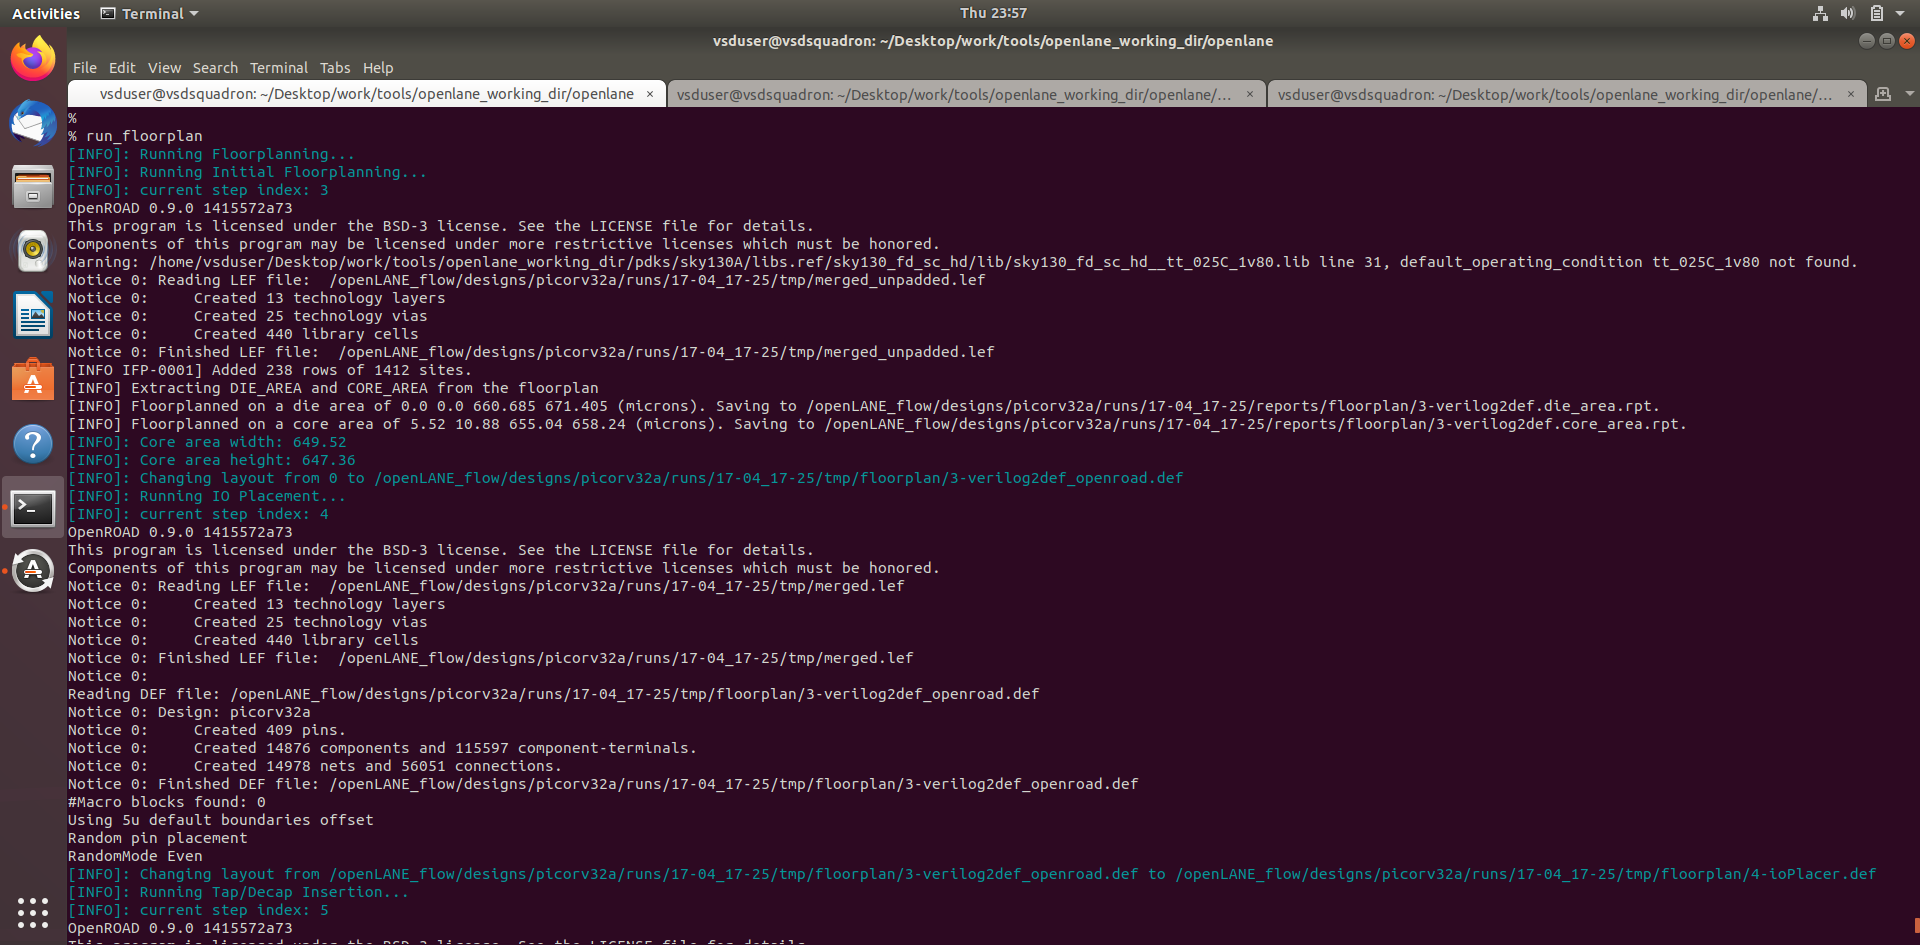 Activities Terminal Thu 23:57
vsduser@vsdsquadron: ~/Desktop/work/tools/openlane_working_dir/openlane
File Edit View Search Terminal Tabs Help
vsduser@vsdsquadron: ~/Desktop/work/tools/openlane_working_dir/openlane × vsduser@vsdsquadron: ~/Desktop/work/tools/openlane_working_dir/openlane/... × vsduser@vsdsquadron: ~/Desktop/work/tools/openlane_working_dir/openlane/... ×
%
% run_floorplan
[INFO]: Running Floorplanning...
[INFO]: Running Initial Floorplanning...
[INFO]: current step index: 3
OpenROAD 0.9.0 1415572a73
This program is licensed under the BSD-3 license. See the LICENSE file for details.
Components of this program may be licensed under more restrictive licenses which must be honored.
Warning: /home/vsduser/Desktop/work/tools/openlane_working_dir/pdks/sky130A/libs.ref/sky130_fd_sc_hd/lib/sky130_fd_sc_hd__tt_025C_1v80.lib line 31, default_operating_condition tt_025C_1v80 not found.
Notice 0: Reading LEF file:  /openLANE_flow/designs/picorv32a/runs/17-04_17-25/tmp/merged_unpadded.lef
Notice 0:     Created 13 technology layers
Notice 0:     Created 25 technology vias
Notice 0:     Created 440 library cells
Notice 0: Finished LEF file:  /openLANE_flow/designs/picorv32a/runs/17-04_17-25/tmp/merged_unpadded.lef
[INFO IFP-0001] Added 238 rows of 1412 sites.
[INFO] Extracting DIE_AREA and CORE_AREA from the floorplan
[INFO] Floorplanned on a die area of 0.0 0.0 660.685 671.405 (microns). Saving to /openLANE_flow/designs/picorv32a/runs/17-04_17-25/reports/floorplan/3-verilog2def.die_area.rpt.
[INFO] Floorplanned on a core area of 5.52 10.88 655.04 658.24 (microns). Saving to /openLANE_flow/designs/picorv32a/runs/17-04_17-25/reports/floorplan/3-verilog2def.core_area.rpt.
[INFO]: Core area width: 649.52
[INFO]: Core area height: 647.36
[INFO]: Changing layout from 0 to /openLANE_flow/designs/picorv32a/runs/17-04_17-25/tmp/floorplan/3-verilog2def_openroad.def
[INFO]: Running IO Placement...
[INFO]: current step index: 4
OpenROAD 0.9.0 1415572a73
This program is licensed under the BSD-3 license. See the LICENSE file for details.
Components of this program may be licensed under more restrictive licenses which must be honored.
Notice 0: Reading LEF file:  /openLANE_flow/designs/picorv32a/runs/17-04_17-25/tmp/merged.lef
Notice 0:     Created 13 technology layers
Notice 0:     Created 25 technology vias
Notice 0:     Created 440 library cells
Notice 0: Finished LEF file:  /openLANE_flow/designs/picorv32a/runs/17-04_17-25/tmp/merged.lef
Notice 0:
Reading DEF file: /openLANE_flow/designs/picorv32a/runs/17-04_17-25/tmp/floorplan/3-verilog2def_openroad.def
Notice 0: Design: picorv32a
Notice 0:     Created 409 pins.
Notice 0:     Created 14876 components and 115597 component-terminals.
Notice 0:     Created 14978 nets and 56051 connections.
Notice 0: Finished DEF file: /openLANE_flow/designs/picorv32a/runs/17-04_17-25/tmp/floorplan/3-verilog2def_openroad.def
#Macro blocks found: 0
Using 5u default boundaries offset
Random pin placement
RandomMode Even
[INFO]: Changing layout from /openLANE_flow/designs/picorv32a/runs/17-04_17-25/tmp/floorplan/3-verilog2def_openroad.def to /openLANE_flow/designs/picorv32a/runs/17-04_17-25/tmp/floorplan/4-ioPlacer.def
[INFO]: Running Tap/Decap Insertion...
[INFO]: current step index: 5
OpenROAD 0.9.0 1415572a73
This program is licensed under the BSD-3 license. See the LICENSE file for details.